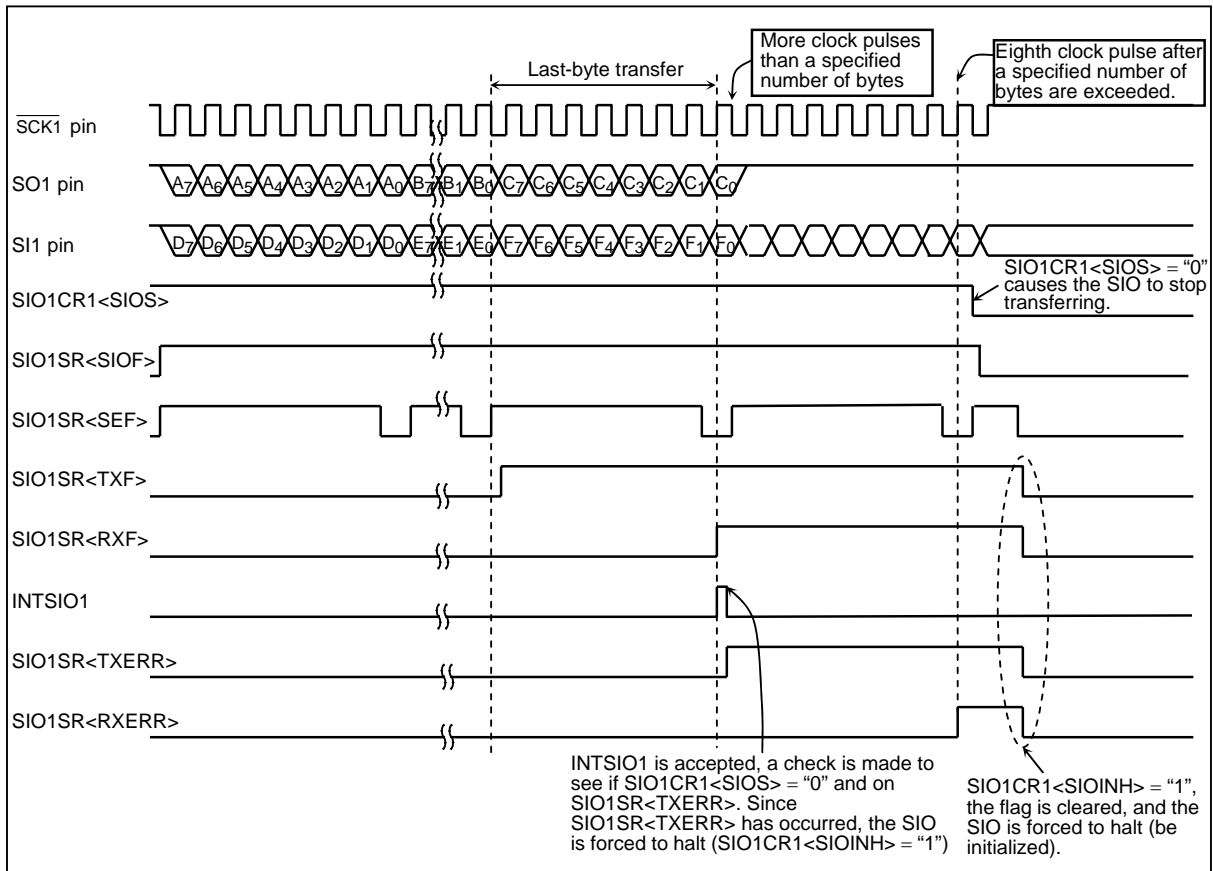 More clock pulses
than a specified
number of bytes
Eighth clock pulse after
a specified number of
bytes are exceeded.
Last-byte transfer
SCK1 pin
SO1 pin
A7 A6 A5 A4 A3 A2 A1 A0 B7 B1 B0 C7 C6 C5 C4 C3 C2 C1 C0
SI1 pin
D7 D6 D5 D4 D3 D2 D1 D0 E7 E1 E0 F7 F6 F5 F4 F3 F2 F1 F0
SIO1CR1<SIOS> = “0”
causes the SIO to stop
transferring.
SIO1CR1<SIOS>
SIO1SR<SIOF>
SIO1SR<SEF>
SIO1SR<TXF>
SIO1SR<RXF>
INTSIO1
SIO1SR<TXERR>
SIO1SR<RXERR>
INTSIO1 is accepted, a check is made to
see if SIO1CR1<SIOS> = “0” and on
SIO1SR<TXERR>. Since
SIO1SR<TXERR> has occurred, the SIO
is forced to halt (SIO1CR1<SIOINH> = “1”)
SIO1CR1<SIOINH> = “1”,
the flag is cleared, and the
SIO is forced to halt (be
initialized).